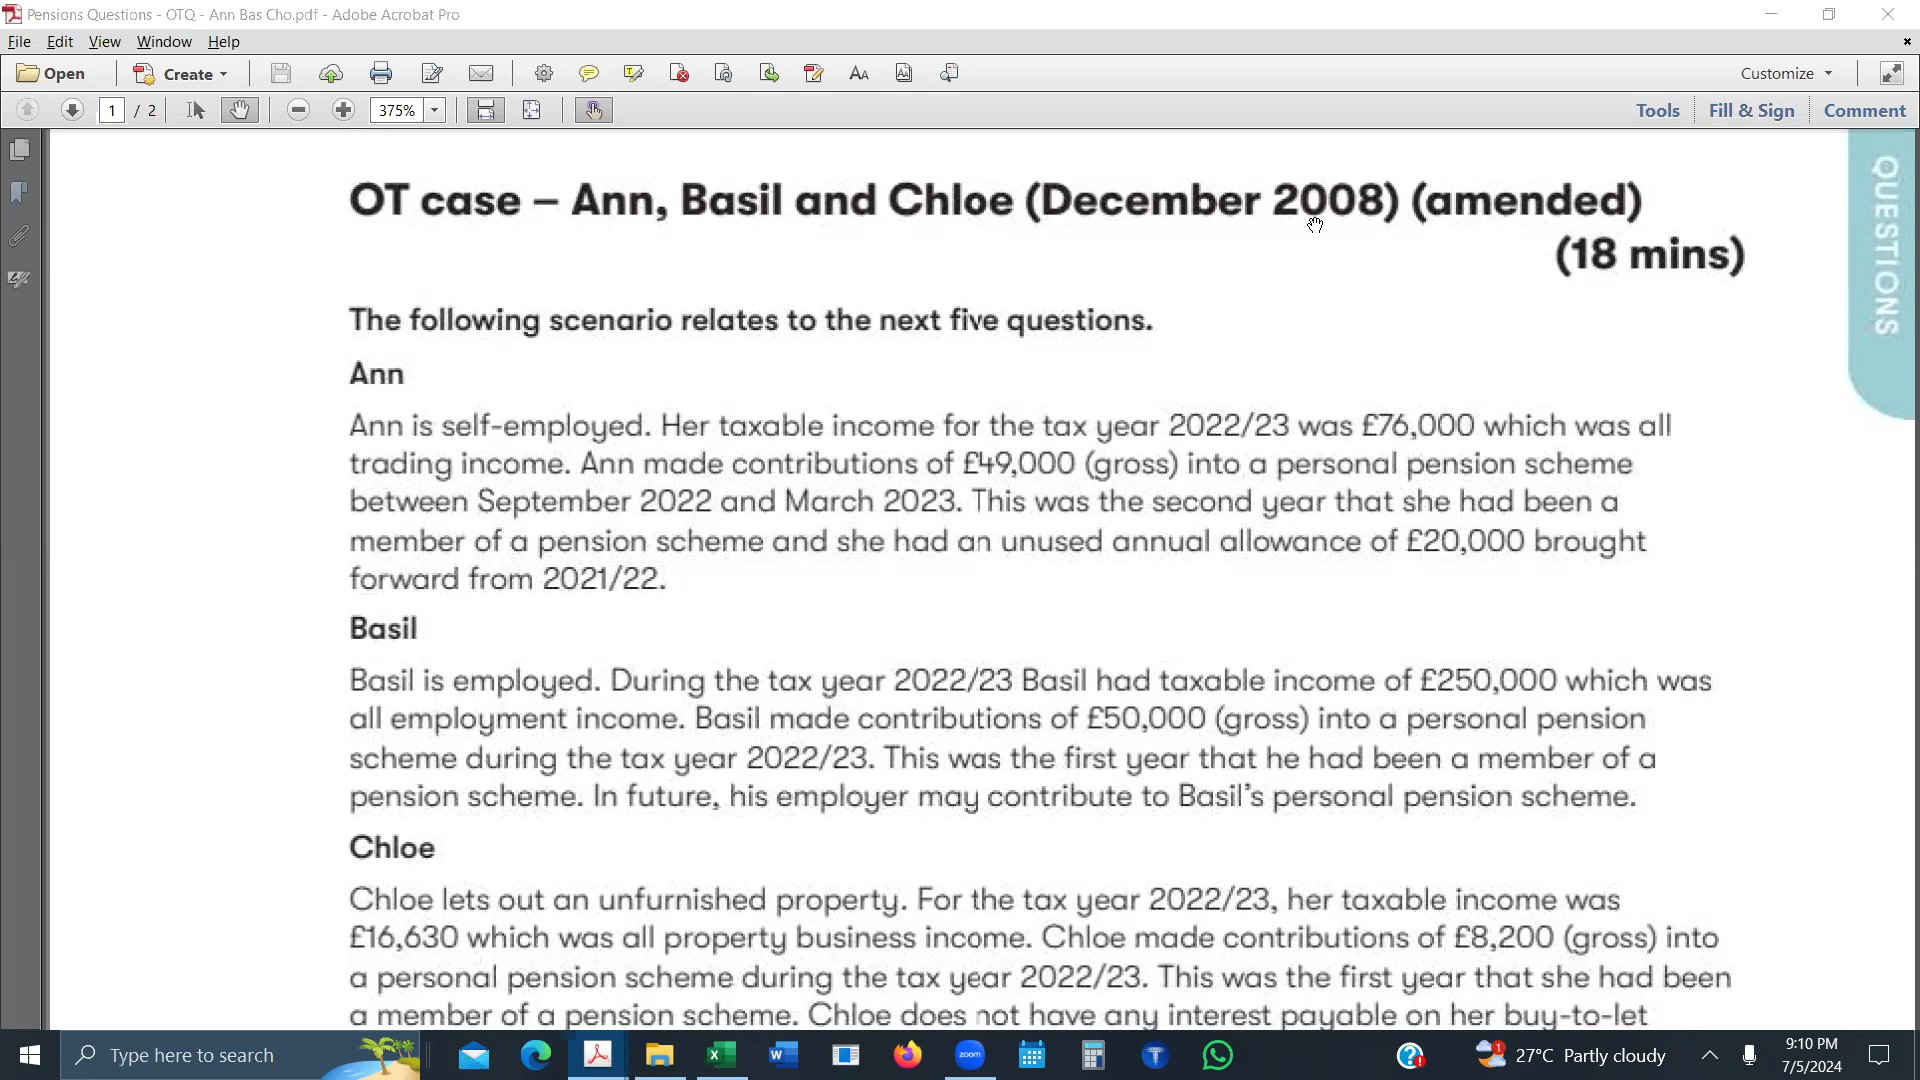 Pensions Questions - OTQ - Ann Bas Cho.pdf - Adobe Acrobat Pro
File Edit View Window Help
Open Create Customize
1 / 2 375% Tools Fill & Sign Comment
QUESTIONS
OT case – Ann, Basil and Chloe (December 2008) (amended)
(18 mins)
The following scenario relates to the next five questions.
Ann
Ann is self-employed. Her taxable income for the tax year 2022/23 was £76,000 which was all
trading income. Ann made contributions of £49,000 (gross) into a personal pension scheme
between September 2022 and March 2023. This was the second year that she had been a
member of a pension scheme and she had an unused annual allowance of £20,000 brought
forward from 2021/22.
Basil
Basil is employed. During the tax year 2022/23 Basil had taxable income of £250,000 which was
all employment income. Basil made contributions of £50,000 (gross) into a personal pension
scheme during the tax year 2022/23. This was the first year that he had been a member of a
pension scheme. In future, his employer may contribute to Basil's personal pension scheme.
Chloe
Chloe lets out an unfurnished property. For the tax year 2022/23, her taxable income was
£16,630 which was all property business income. Chloe made contributions of £8,200 (gross) into
a personal pension scheme during the tax year 2022/23. This was the first year that she had been
a member of a pension scheme. Chloe does not have any interest payable on her buy-to-let
Type here to search
zoom
1
27°C Partly cloudy
9:10 PM
7/5/2024